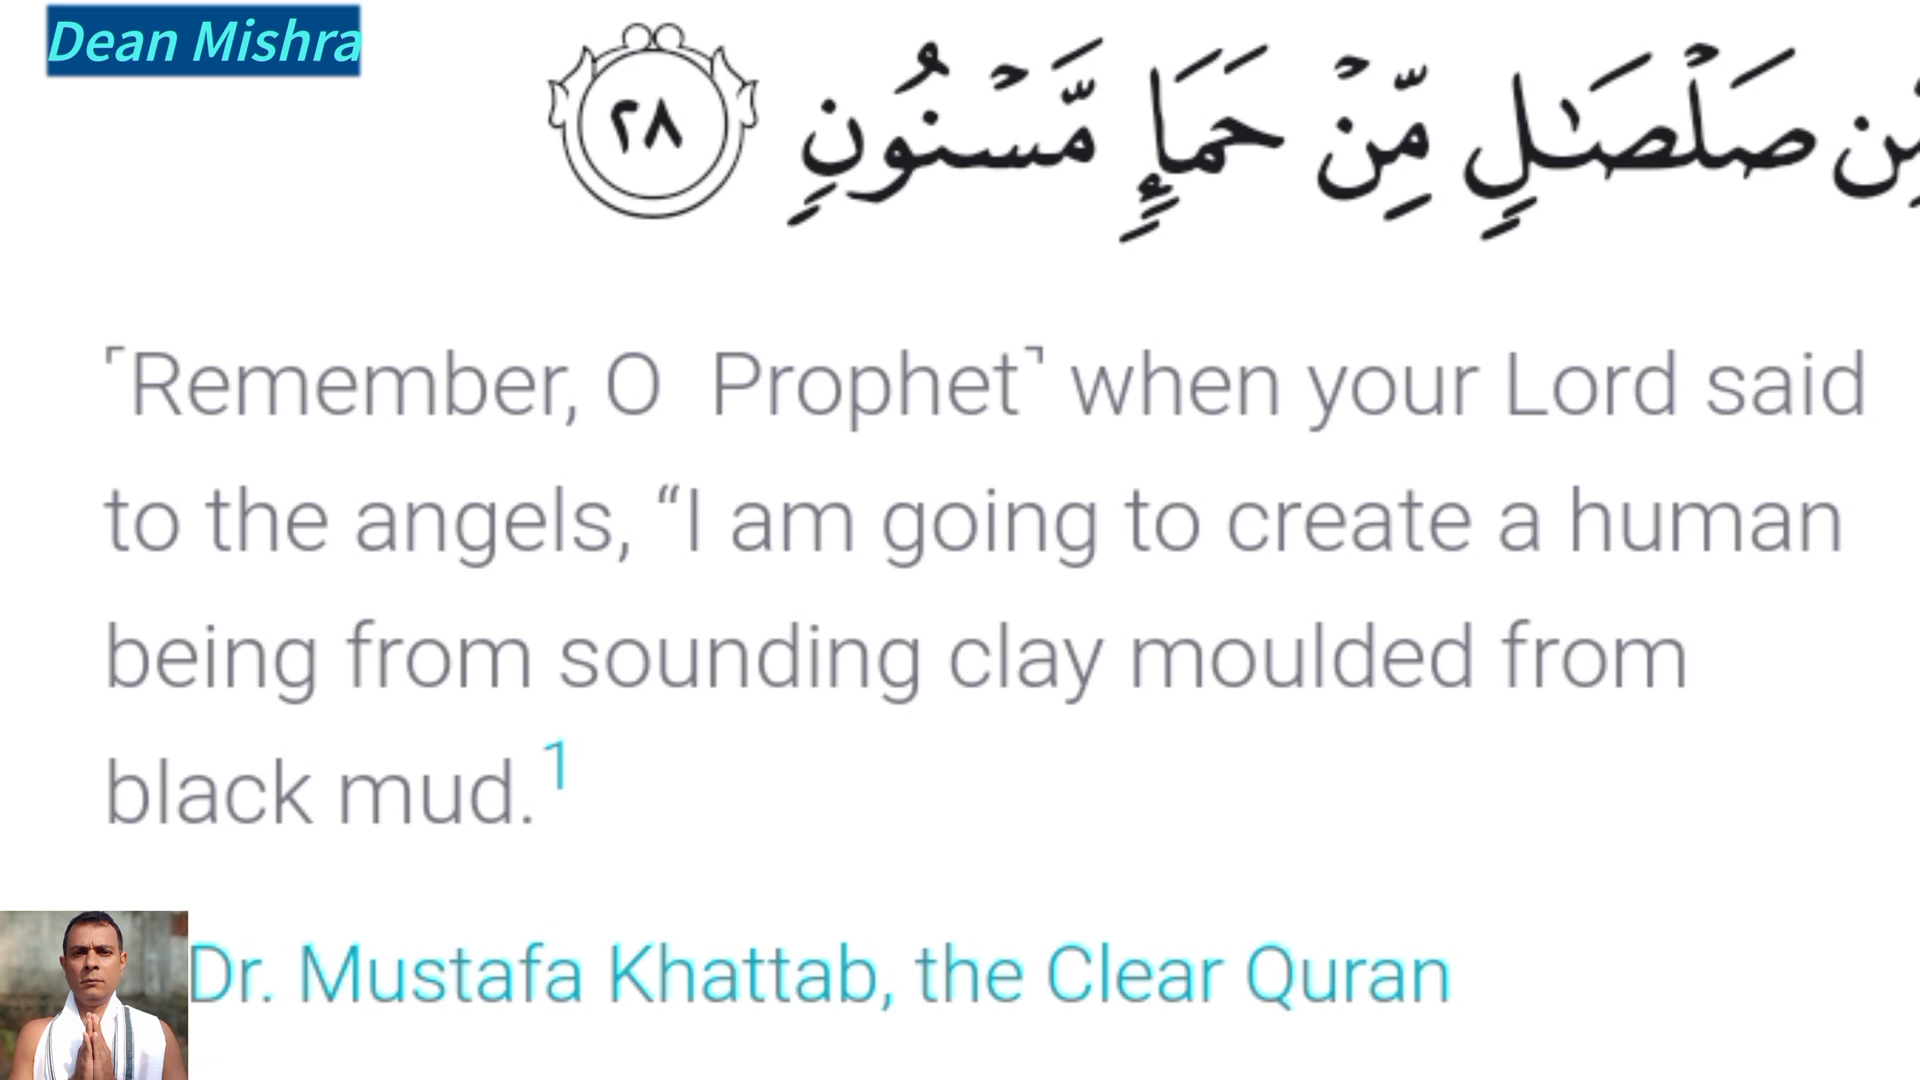 Dean Mishra
مِّن صَلْصَـٰلٍ مِّنْ حَمَإٍ مَّسْنُونٍ ٢٨
⸢Remember, O  Prophet⸣ when your Lord said
to the angels, “I am going to create a human
being from sounding clay moulded from
black mud.1
Dr. Mustafa Khattab, the Clear Quran